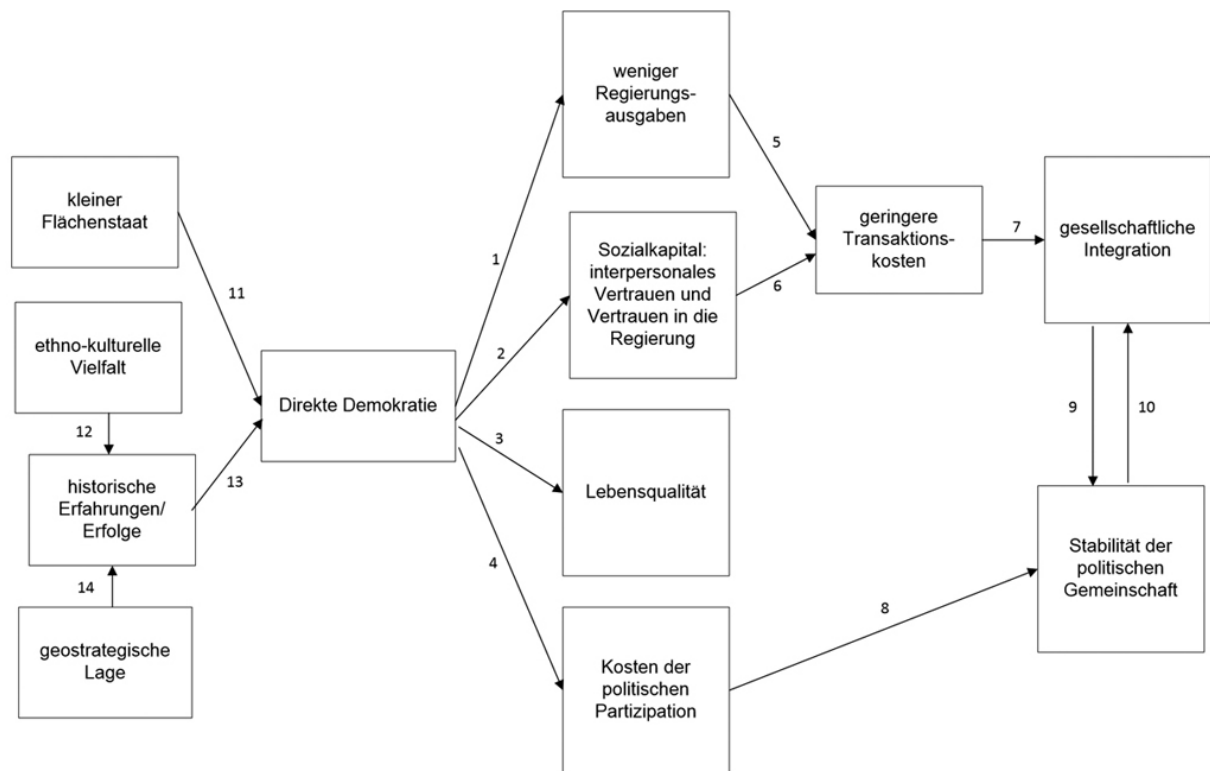 weniger
Regierungs-
ausgaben
5
kleiner
Flächenstaat
geringere
Transaktions-
kosten
7
gesellschaftliche
Integration
Sozialkapital:
interpersonales
Vertrauen und
Vertrauen in die
Regierung
1
6
11
ethno-kulturelle
Vielfalt
2
Direkte Demokratie
9
10
12
3
13
historische
Erfahrungen/
Erfolge
Lebensqualität
4
14
Stabilität der
politischen
Gemeinschaft
8
geostrategische
Lage
Kosten der
politischen
Partizipation